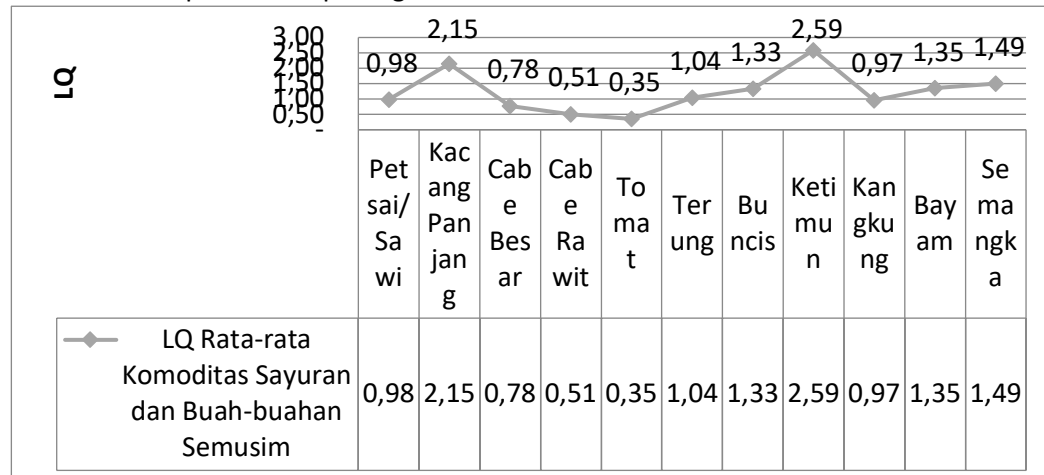 3,00
2,50
2,00
1,50
1,00
0,50
-
LQ
0,98
2,15
0,78
0,51
0,35
1,04
1,33
2,59
0,97
1,35
1,49
Pet
sai/
Sa
wi
Kac
ang
Pan
jan
g
Cab
e
Bes
ar
Cab
e
Ra
wit
To
ma
t
Ter
ung
Bu
ncis
Keti
mu
n
Kan
gku
ng
Bay
am
Se
ma
ngk
a
LQ Rata-rata
Komoditas Sayuran
dan Buah-buahan
Semusim
0,98 2,15 0,78 0,51 0,35 1,04 1,33 2,59 0,97 1,35 1,49